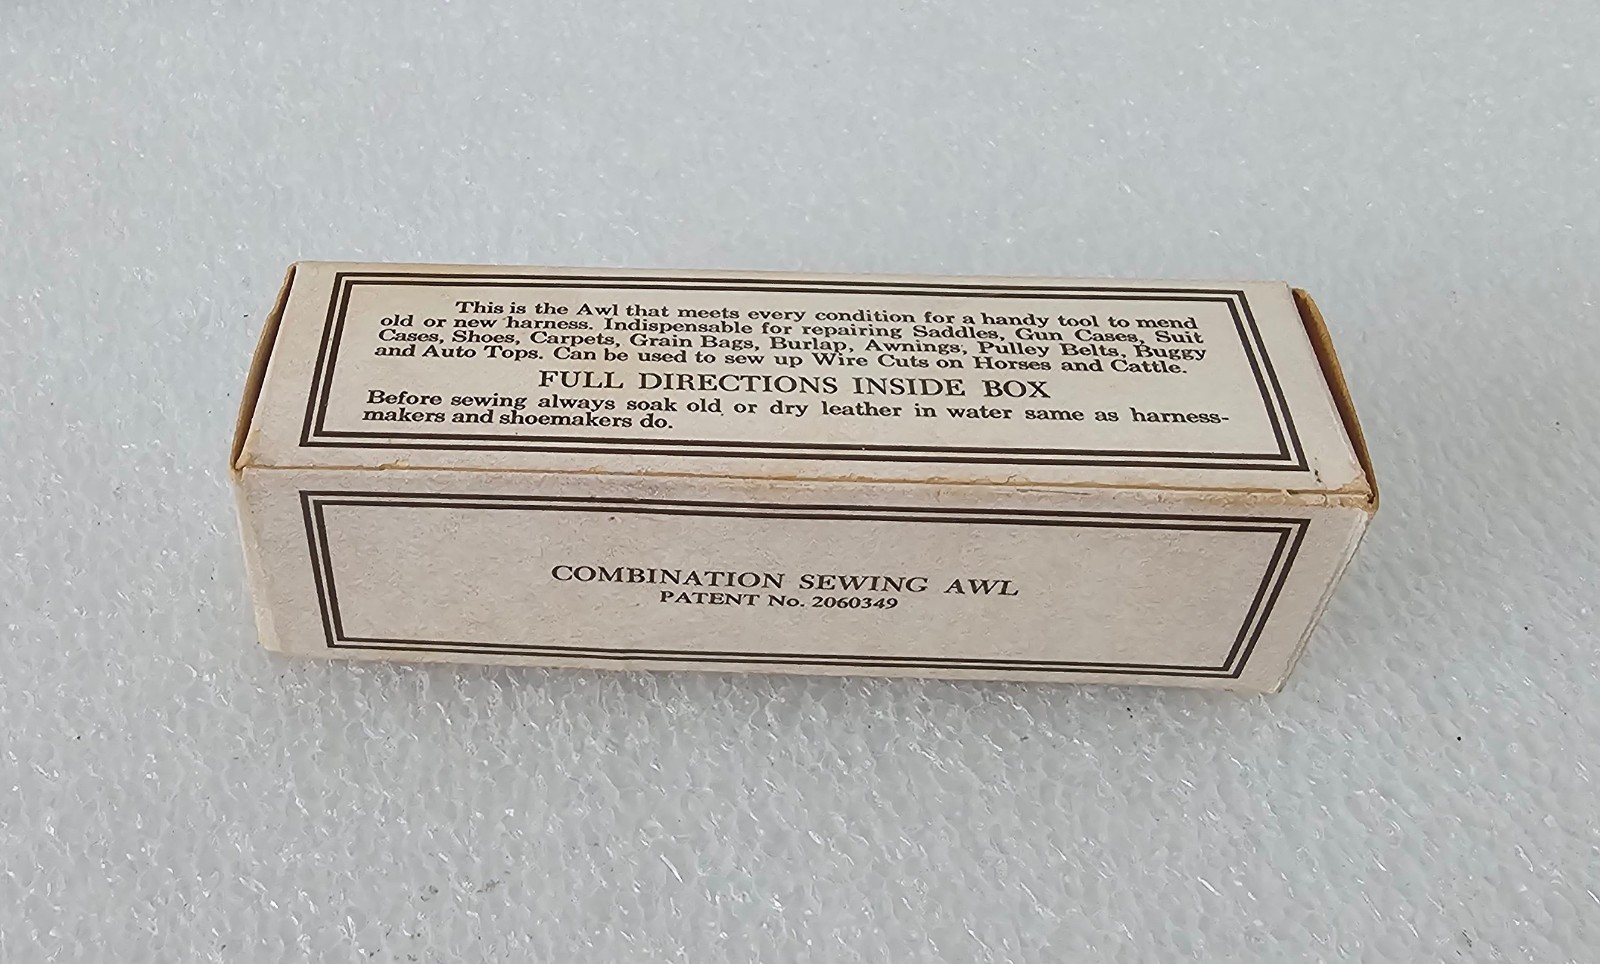 This is the Awl that meets every condition for a handy tool to mend
old or new harness. Indispensable for repairing Saddles, Gun Cases, Suit
Cases, Shoes, Carpets, Grain Bags, Burlap, Awnings, Pulley Belts, Buggy
and Auto Tops. Can be used to sew up Wire Cuts on Horses and Cattle.
FULL DIRECTIONS INSIDE BOX
Before sewing always soak old or dry leather in water same as harness-
makers and shoemakers do.
COMBINATION SEWING AWL
PATENT No. 2060349